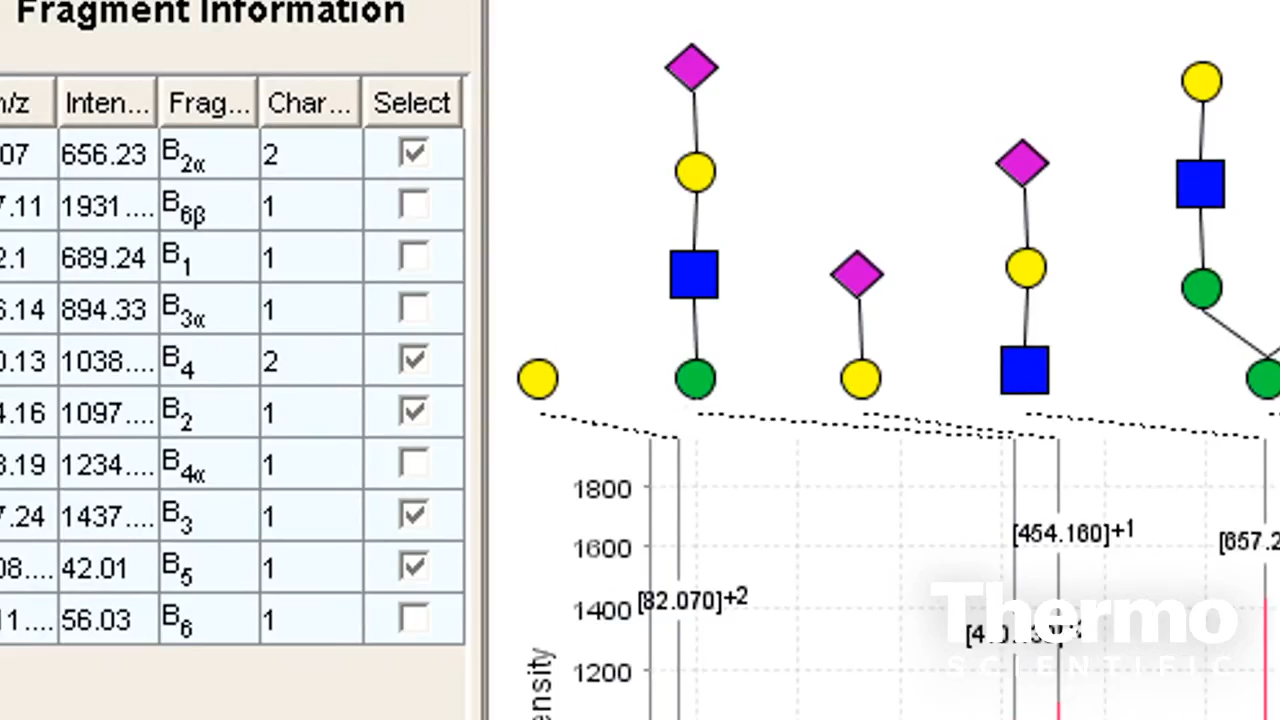 Fragment Information
m/z Inten... Frag... Char... Select
07 656.23 B2α 2
7.11 1931.... B6β 1
2.1 689.24 B1 1
6.14 894.33 B3α 1
0.13 1038.... B4 2
4.16 1097.... B2 1
3.19 1234.... B4α 1
7.24 1437.... B3 1
08.... 42.01 B5 1
11.... 56.03 B6 1
1800
[454.160]+1
1600
[657.2
[82.070]+2
1400
Thermo
SCIENTIFIC
1200
ensity